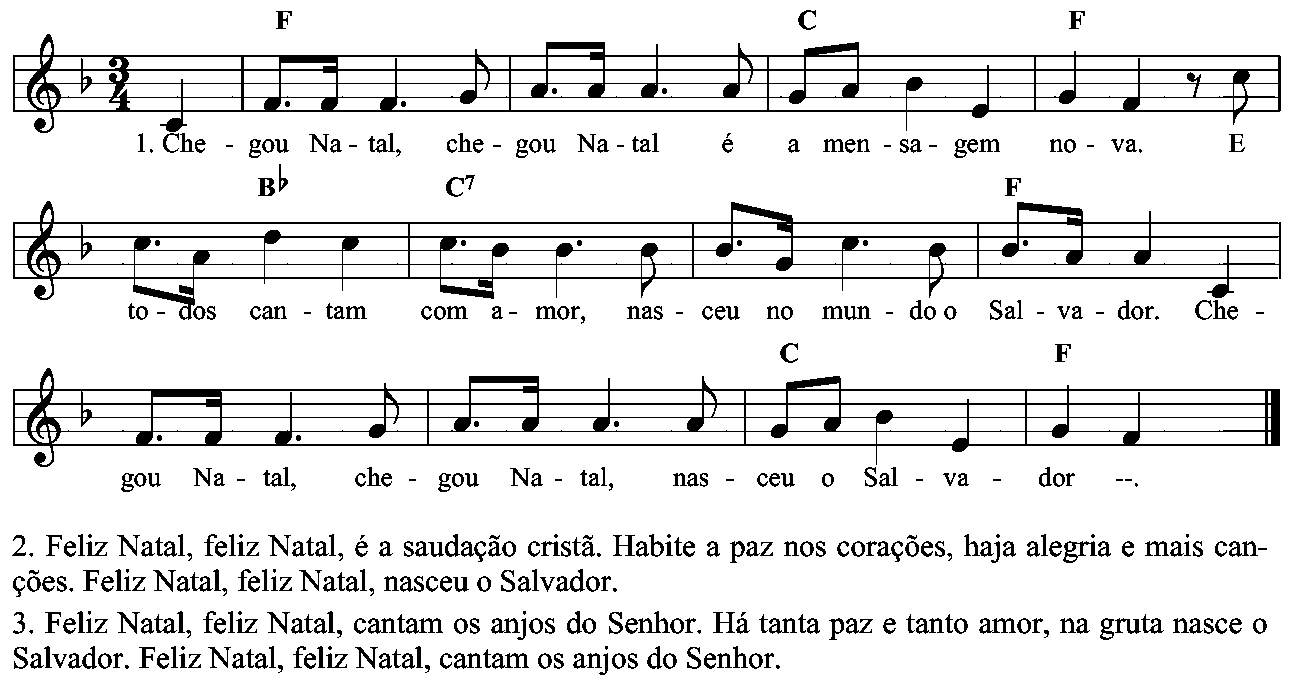 F C F
3
4
1. Che - gou Na - tal, che - gou Na - tal é a men - sa - gem no - va. E
B♭ C7 F
to - dos can - tam com a - mor, nas - ceu no mun - do o Sal - va - dor. Che -
C F
gou Na - tal, che - gou Na - tal, nas - ceu o Sal - va - dor --.
2. Feliz Natal, feliz Natal, é a saudação cristã. Habite a paz nos corações, haja alegria e mais can-
ções. Feliz Natal, feliz Natal, nasceu o Salvador.
3. Feliz Natal, feliz Natal, cantam os anjos do Senhor. Há tanta paz e tanto amor, na gruta nasce o
Salvador. Feliz Natal, feliz Natal, cantam os anjos do Senhor.